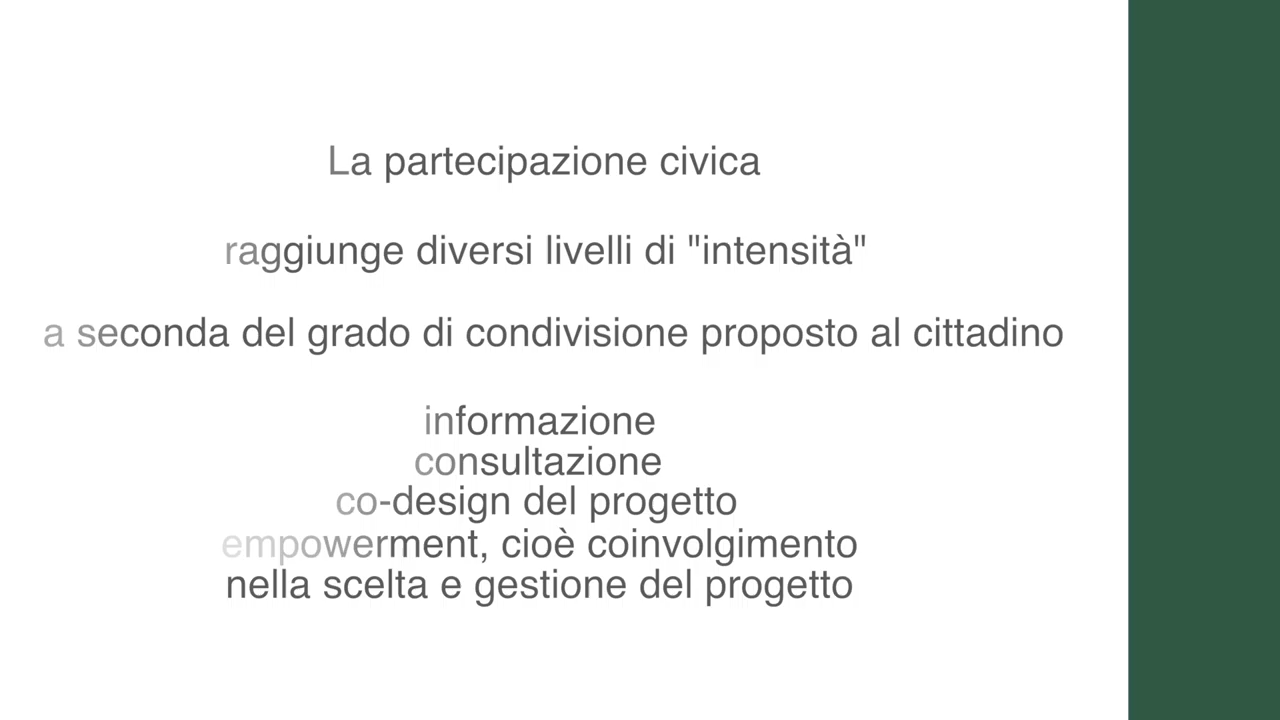 La partecipazione civica
raggiunge diversi livelli di "intensità"
a seconda del grado di condivisione proposto al cittadino
informazione
consultazione
co-design del progetto
empowerment, cioè coinvolgimento
nella scelta e gestione del progetto